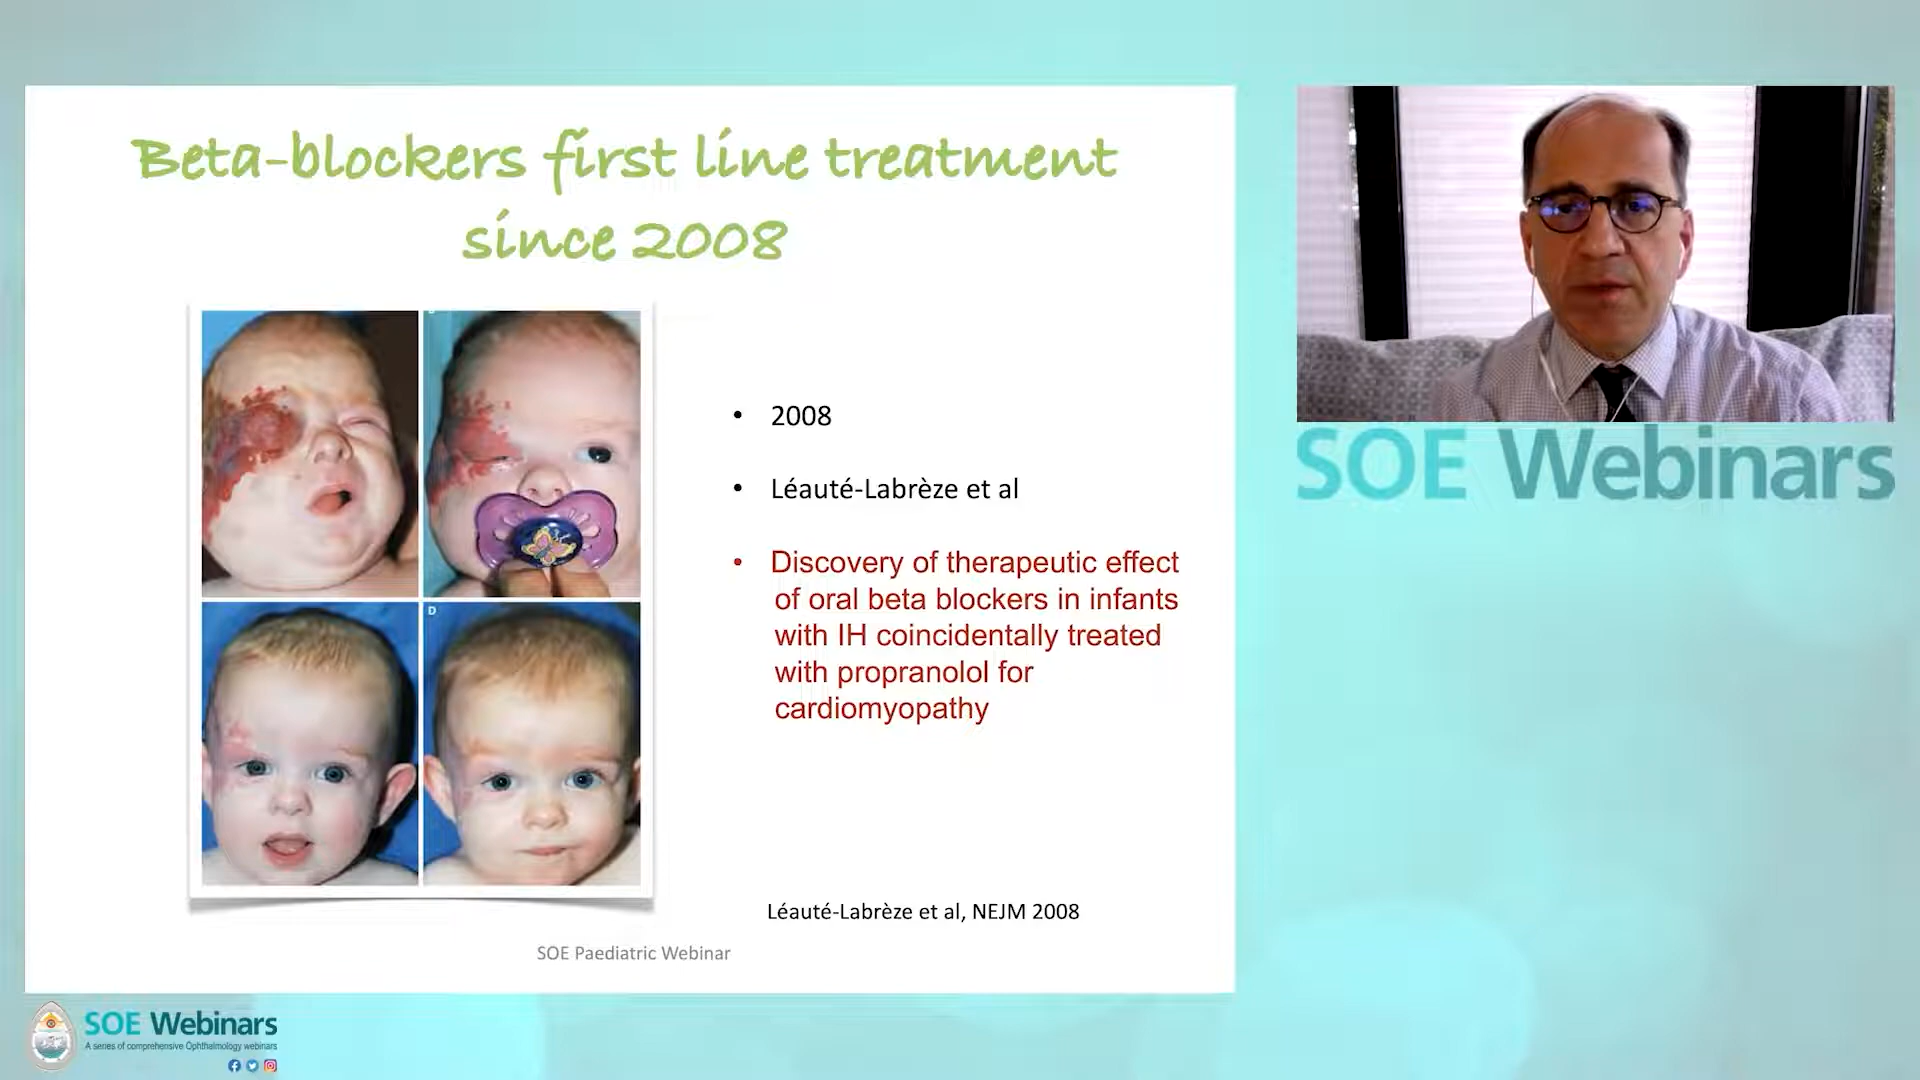 Beta-blockers first line treatment
since 2008
D
• 2008
• Léauté-Labrèze et al
• Discovery of therapeutic effect
of oral beta blockers in infants
with IH coincidentally treated
with propranolol for
cardiomyopathy
Léauté-Labrèze et al, NEJM 2008
SOE Paediatric Webinar
SOE Webinars
SOE Webinars
A series of comprehensive Ophthalmology webinars